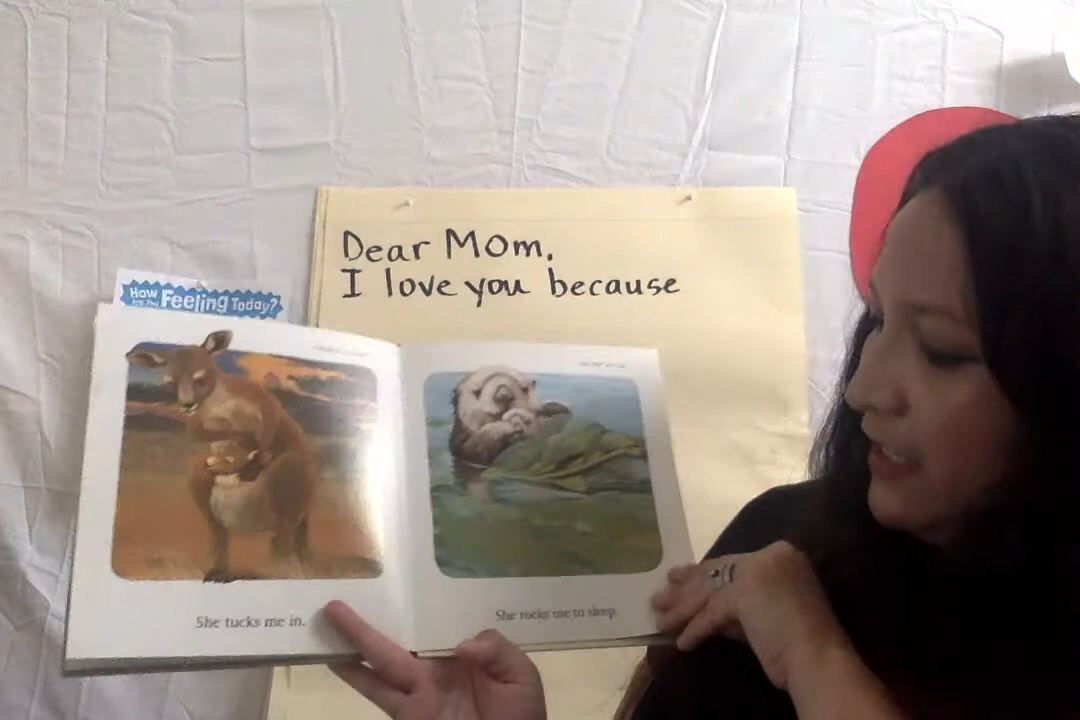 Dear Mom,
I love you because
How
Are You
Feeling Today?
She tucks me in.
She rocks me to sleep.